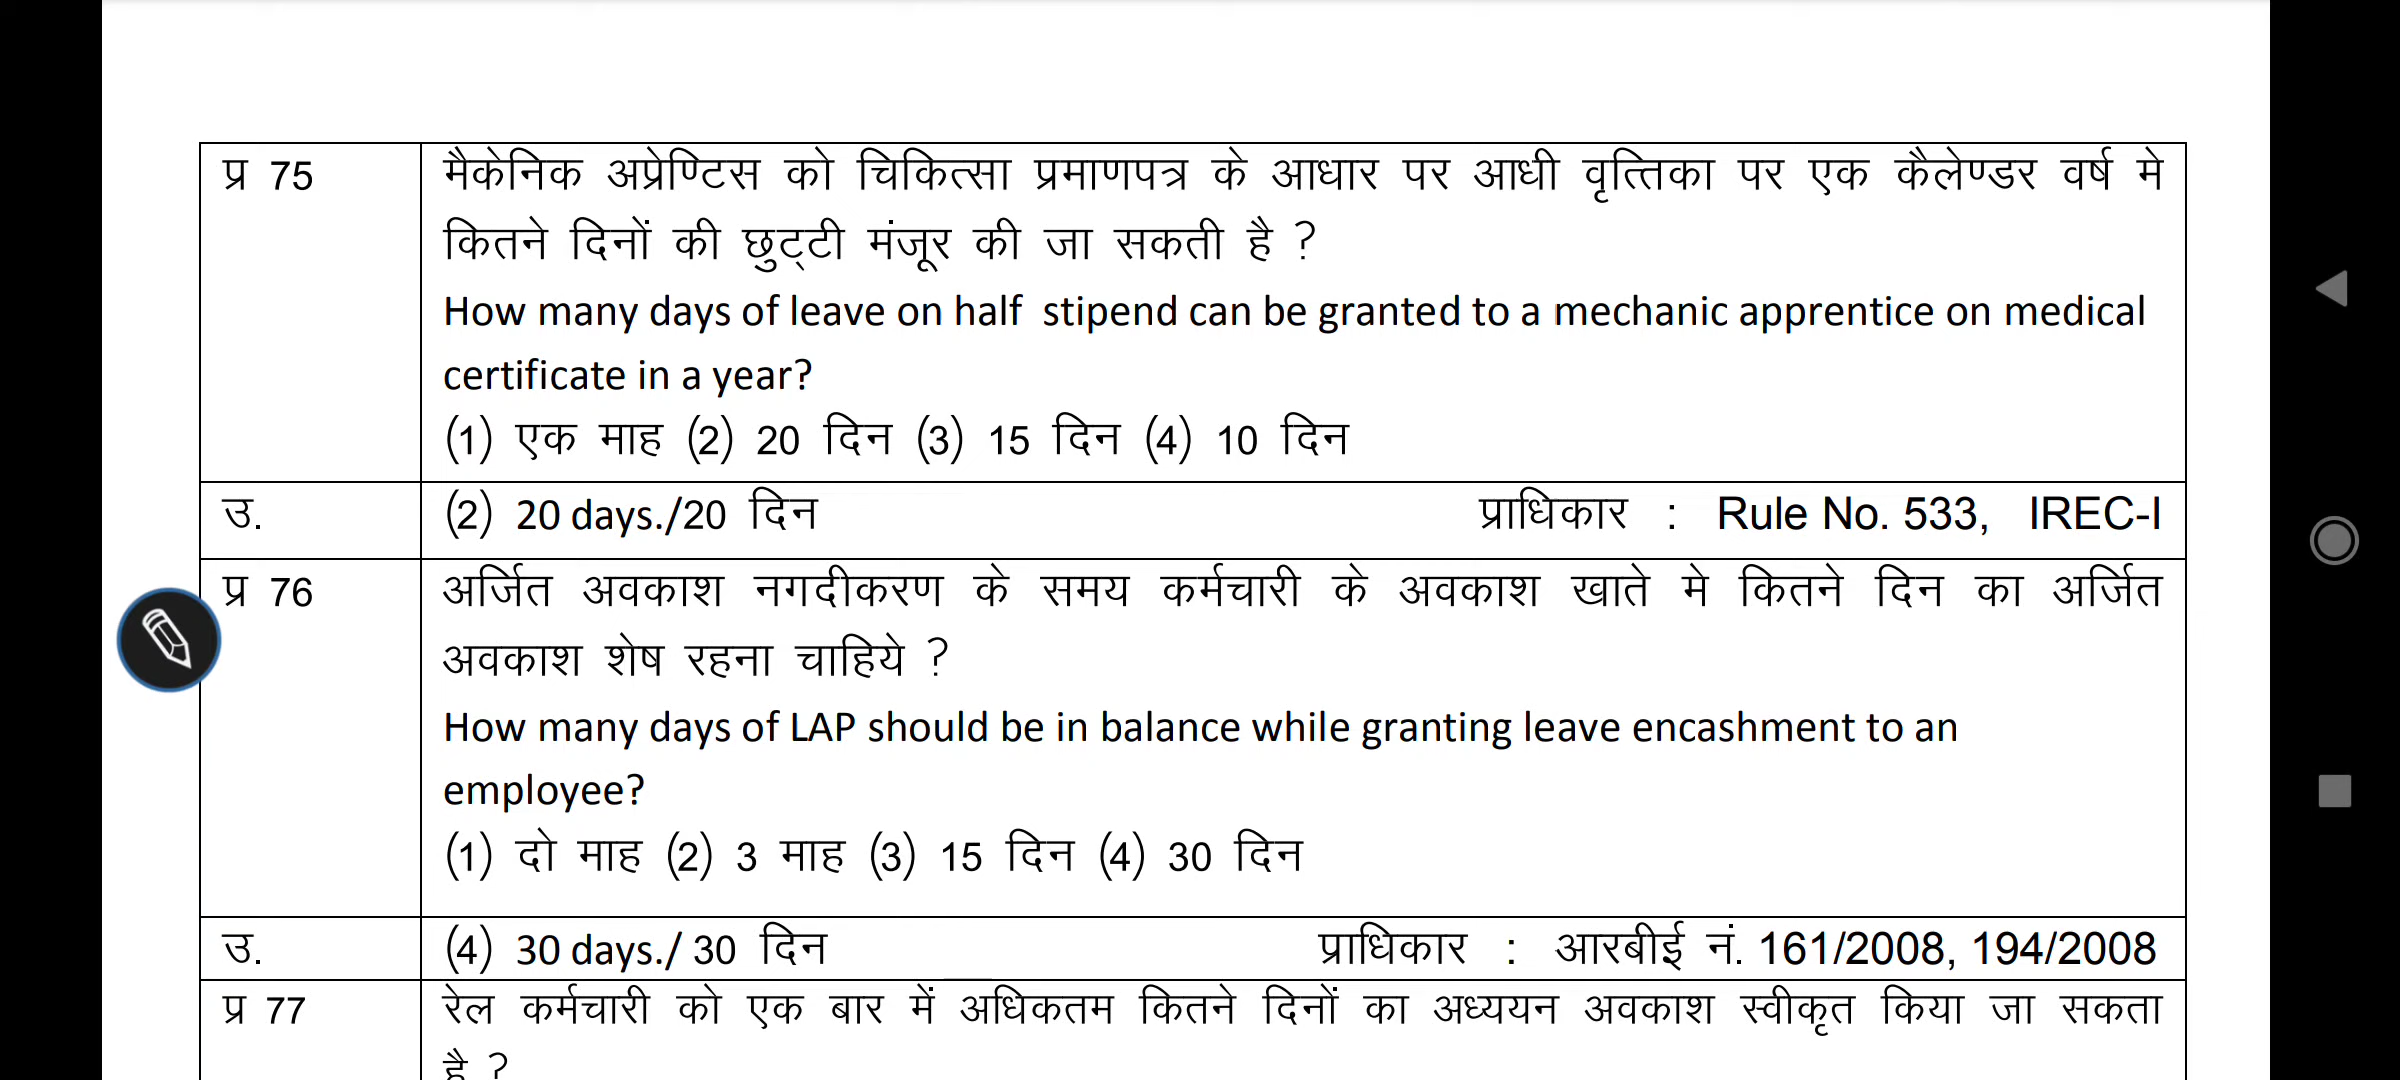 प्र 75
मैकेनिक अप्रेण्टिस को चिकित्सा प्रमाणपत्र के आधार पर आधी वृत्तिका पर एक कैलेण्डर वर्ष मे
कितने दिनों की छुट्टी मंजूर की जा सकती है ?
How many days of leave on half stipend can be granted to a mechanic apprentice on medical
certificate in a year?
(1) एक माह (2) 20 दिन (3) 15 दिन (4) 10 दिन
उ.
(2) 20 days./20 दिन प्राधिकार : Rule No. 533, IREC-I
प्र 76
अर्जित अवकाश नगदीकरण के समय कर्मचारी के अवकाश खाते मे कितने दिन का अर्जित
अवकाश शेष रहना चाहिये ?
How many days of LAP should be in balance while granting leave encashment to an
employee?
(1) दो माह (2) 3 माह (3) 15 दिन (4) 30 दिन
उ.
(4) 30 days./ 30 दिन प्राधिकार : आरबीई नं. 161/2008, 194/2008
प्र 77
रेल कर्मचारी को एक बार में अधिकतम कितने दिनों का अध्ययन अवकाश स्वीकृत किया जा सकता
है ?